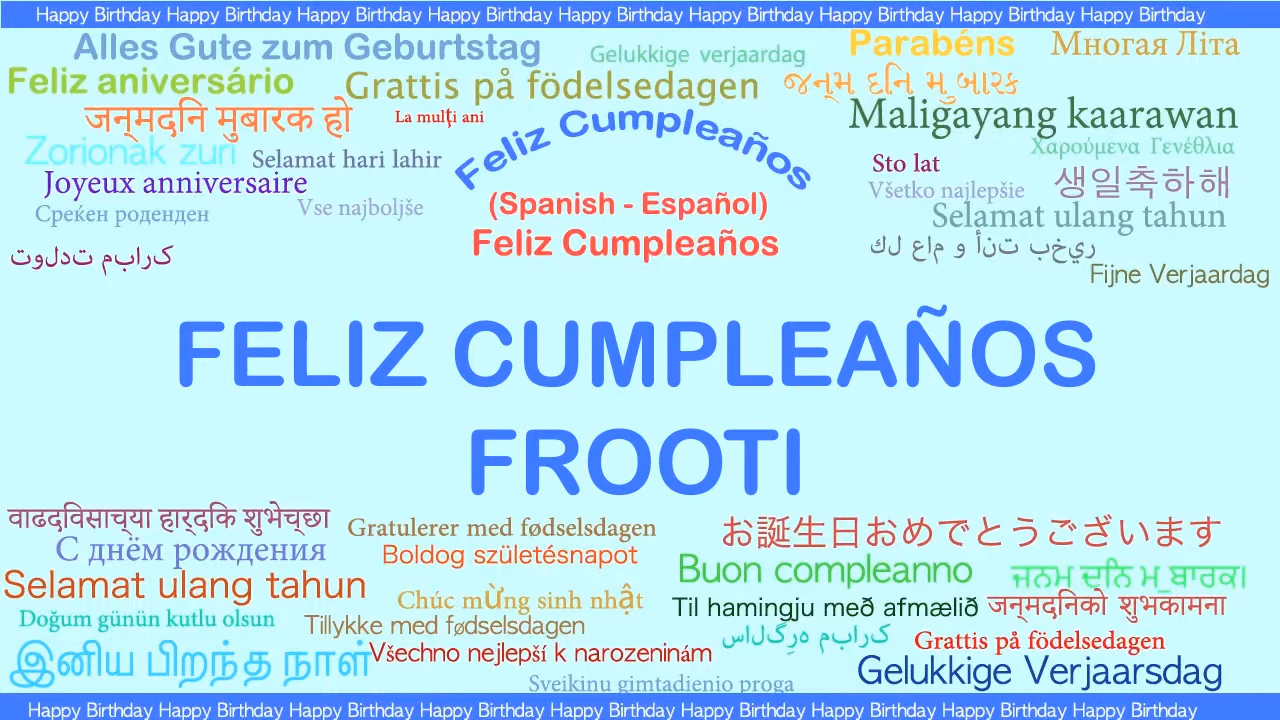 Happy Birthday Happy Birthday Happy Birthday Happy Birthday Happy Birthday Happy Birthday Happy Birthday Happy Birthday Happy Birthday
Alles Gute zum Geburtstag
Gelukkige verjaardag
Parabéns
Многая Літа
Feliz aniversário
Grattis på födelsedagen
જન્મ દિન મુબારક
जन्मदिन मुबारक हो
La mulţi ani
Feliz Cumpleaños
Maligayang kaarawan
Zorionak zuri
Selamat hari lahir
Χαρούμενα Γενέθλια
Sto lat
Joyeux anniversaire
Všetko najlepšie
생일축하해
Среќен роденден
Vse najboljše
(Spanish - Español)
Selamat ulang tahun
Feliz Cumpleaños
تولدت مبارک
كل عام و أنت بخير
Fijne Verjaardag
FELIZ CUMPLEAÑOS
FROOTI
वाढदिवसाच्या हार्दिक शुभेच्छा
Gratulerer med fødselsdagen
お誕生日おめでとうございます
С днём рождения
Boldog születésnapot
Buon compleanno
ਜਨਮ ਦਿਨ ਮੁਬਾਰਕ।
Selamat ulang tahun
Chúc mừng sinh nhật
Til hamingju með afmælið
जन्मदिनको शुभकामना
Doğum günün kutlu olsun
Tillykke med fødselsdagen
سالگرہ مبارک
Grattis på födelsedagen
இனிய பிறந்த நாள்
Všechno nejlepší k narozeninám
Gelukkige Verjaarsdag
Sveikinu gimtadienio proga
Happy Birthday Happy Birthday Happy Birthday Happy Birthday Happy Birthday Happy Birthday Happy Birthday Happy Birthday Happy Birthday